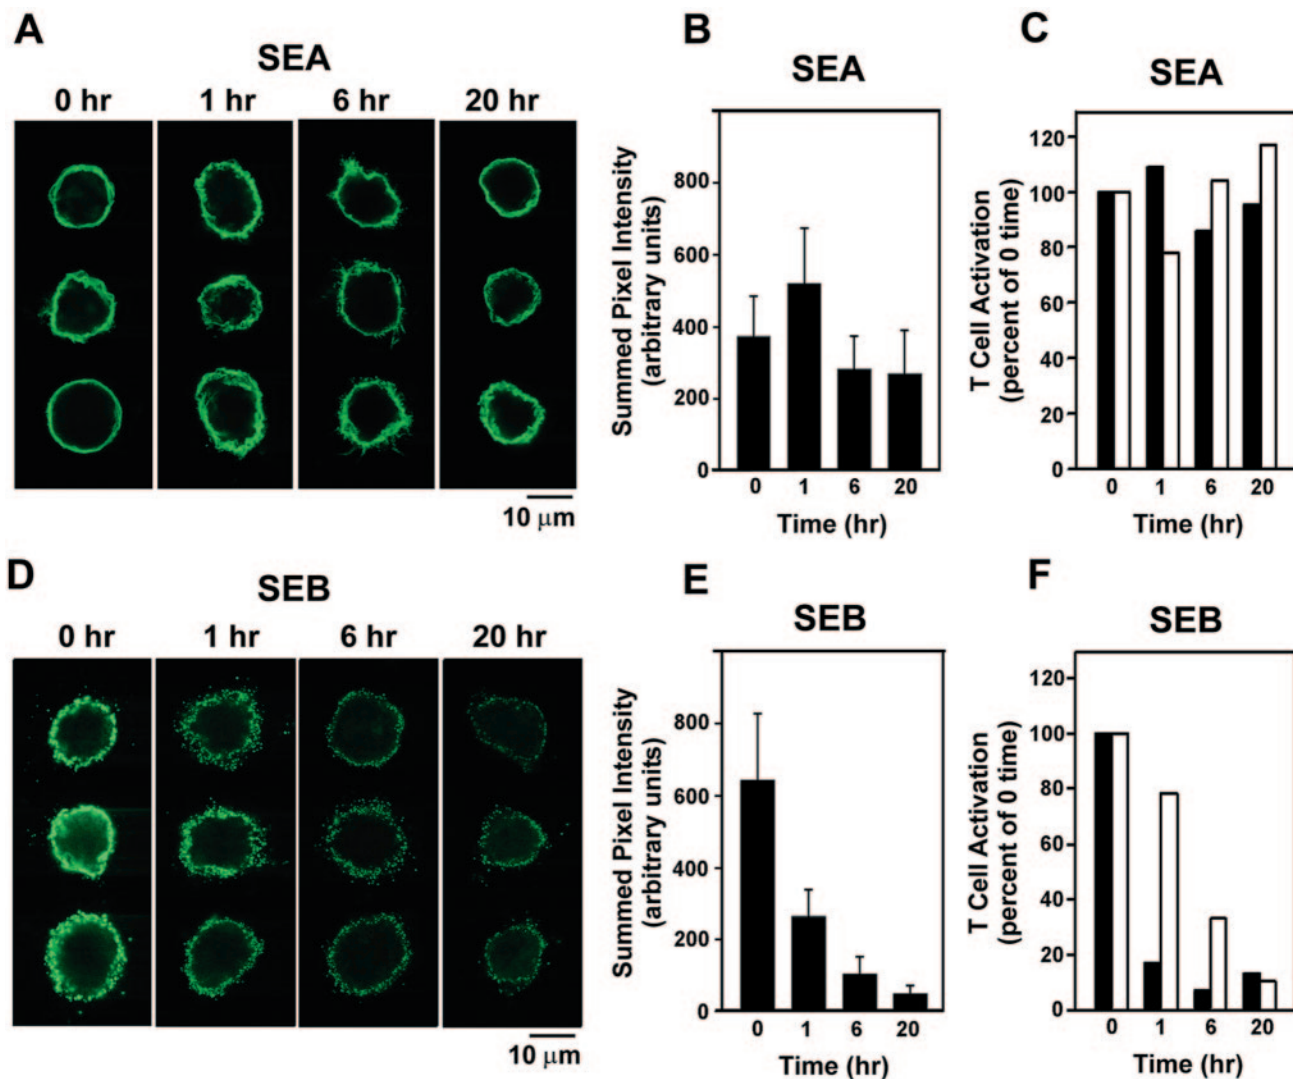 A
SEA
0 hr 1 hr 6 hr 20 hr
10 μm
B
SEA
Summed Pixel Intensity
(arbitrary units)
800
600
400
200
0
0 1 6 20
Time (hr)
C
SEA
T Cell Activation
(percent of 0 time)
120
100
80
60
40
20
0
0 1 6 20
Time (hr)
D
SEB
0 hr 1 hr 6 hr 20 hr
10 μm
E
SEB
Summed Pixel Intensity
(arbitrary units)
800
600
400
200
0
0 1 6 20
Time (hr)
F
SEB
T Cell Activation
(percent of 0 time)
120
100
80
60
40
20
0
0 1 6 20
Time (hr)